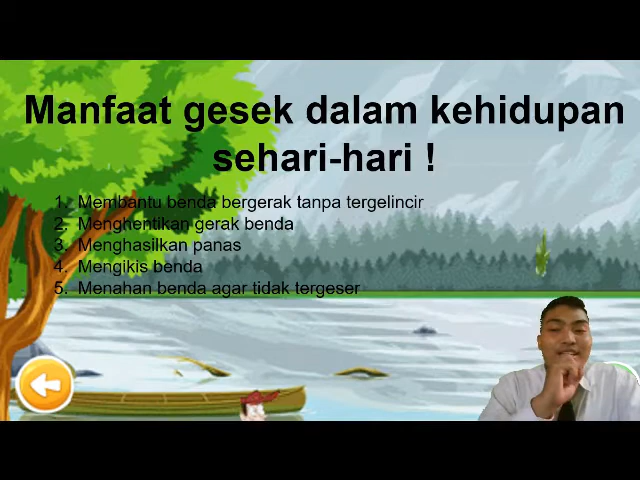 Manfaat gesek dalam kehidupan
sehari-hari !
1. Membantu benda bergerak tanpa tergelincir
2. Menghentikan gerak benda
3. Menghasilkan panas
4. Mengikis benda
5. Menahan benda agar tidak tergeser